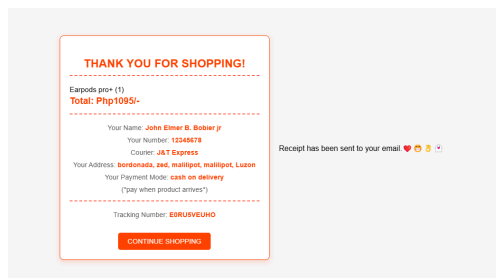 THANK YOU FOR SHOPPING!
Earpods pro+ (1)
Total: Php1095/-
Your Name: John Elmer B. Bobier jr
Your Number: 12345678
Courier: J&T Express
Your Address: bordonada, zed, malilipot, malilipot, Luzon
Your Payment Mode: cash on delivery
("pay when product arrives")
Tracking Number: E0RU5VEUHO
CONTINUE SHOPPING
Receipt has been sent to your email.